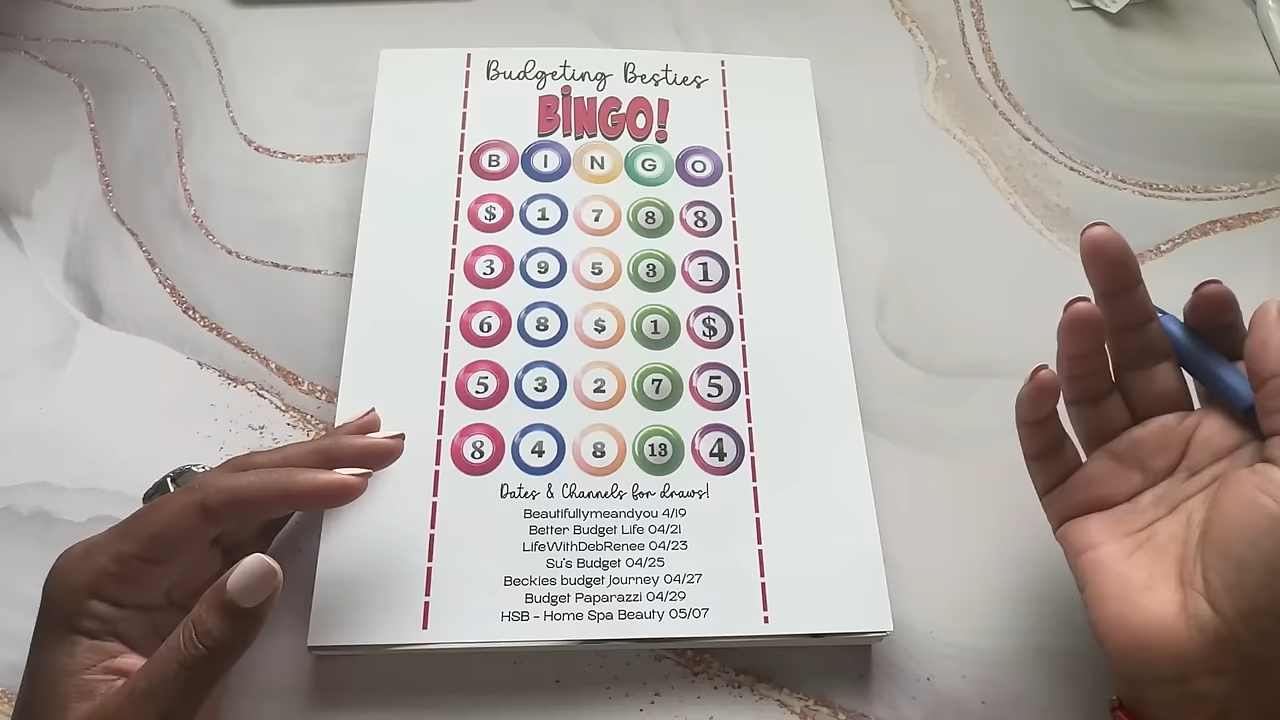 Budgeting Besties
BINGO!
B I N G O
$ 1 7 8 8
3 9 5 3 1
6 8 $ 1 $
5 3 2 7 5
8 4 8 13 4
Dates & Channels for draws!
Beautifullymeandyou 4/19
Better Budget Life 04/21
LifeWithDebRenee 04/23
Su's Budget 04/25
Beckies budget Journey 04/27
Budget Paparazzi 04/29
HSB - Home Spa Beauty 05/07